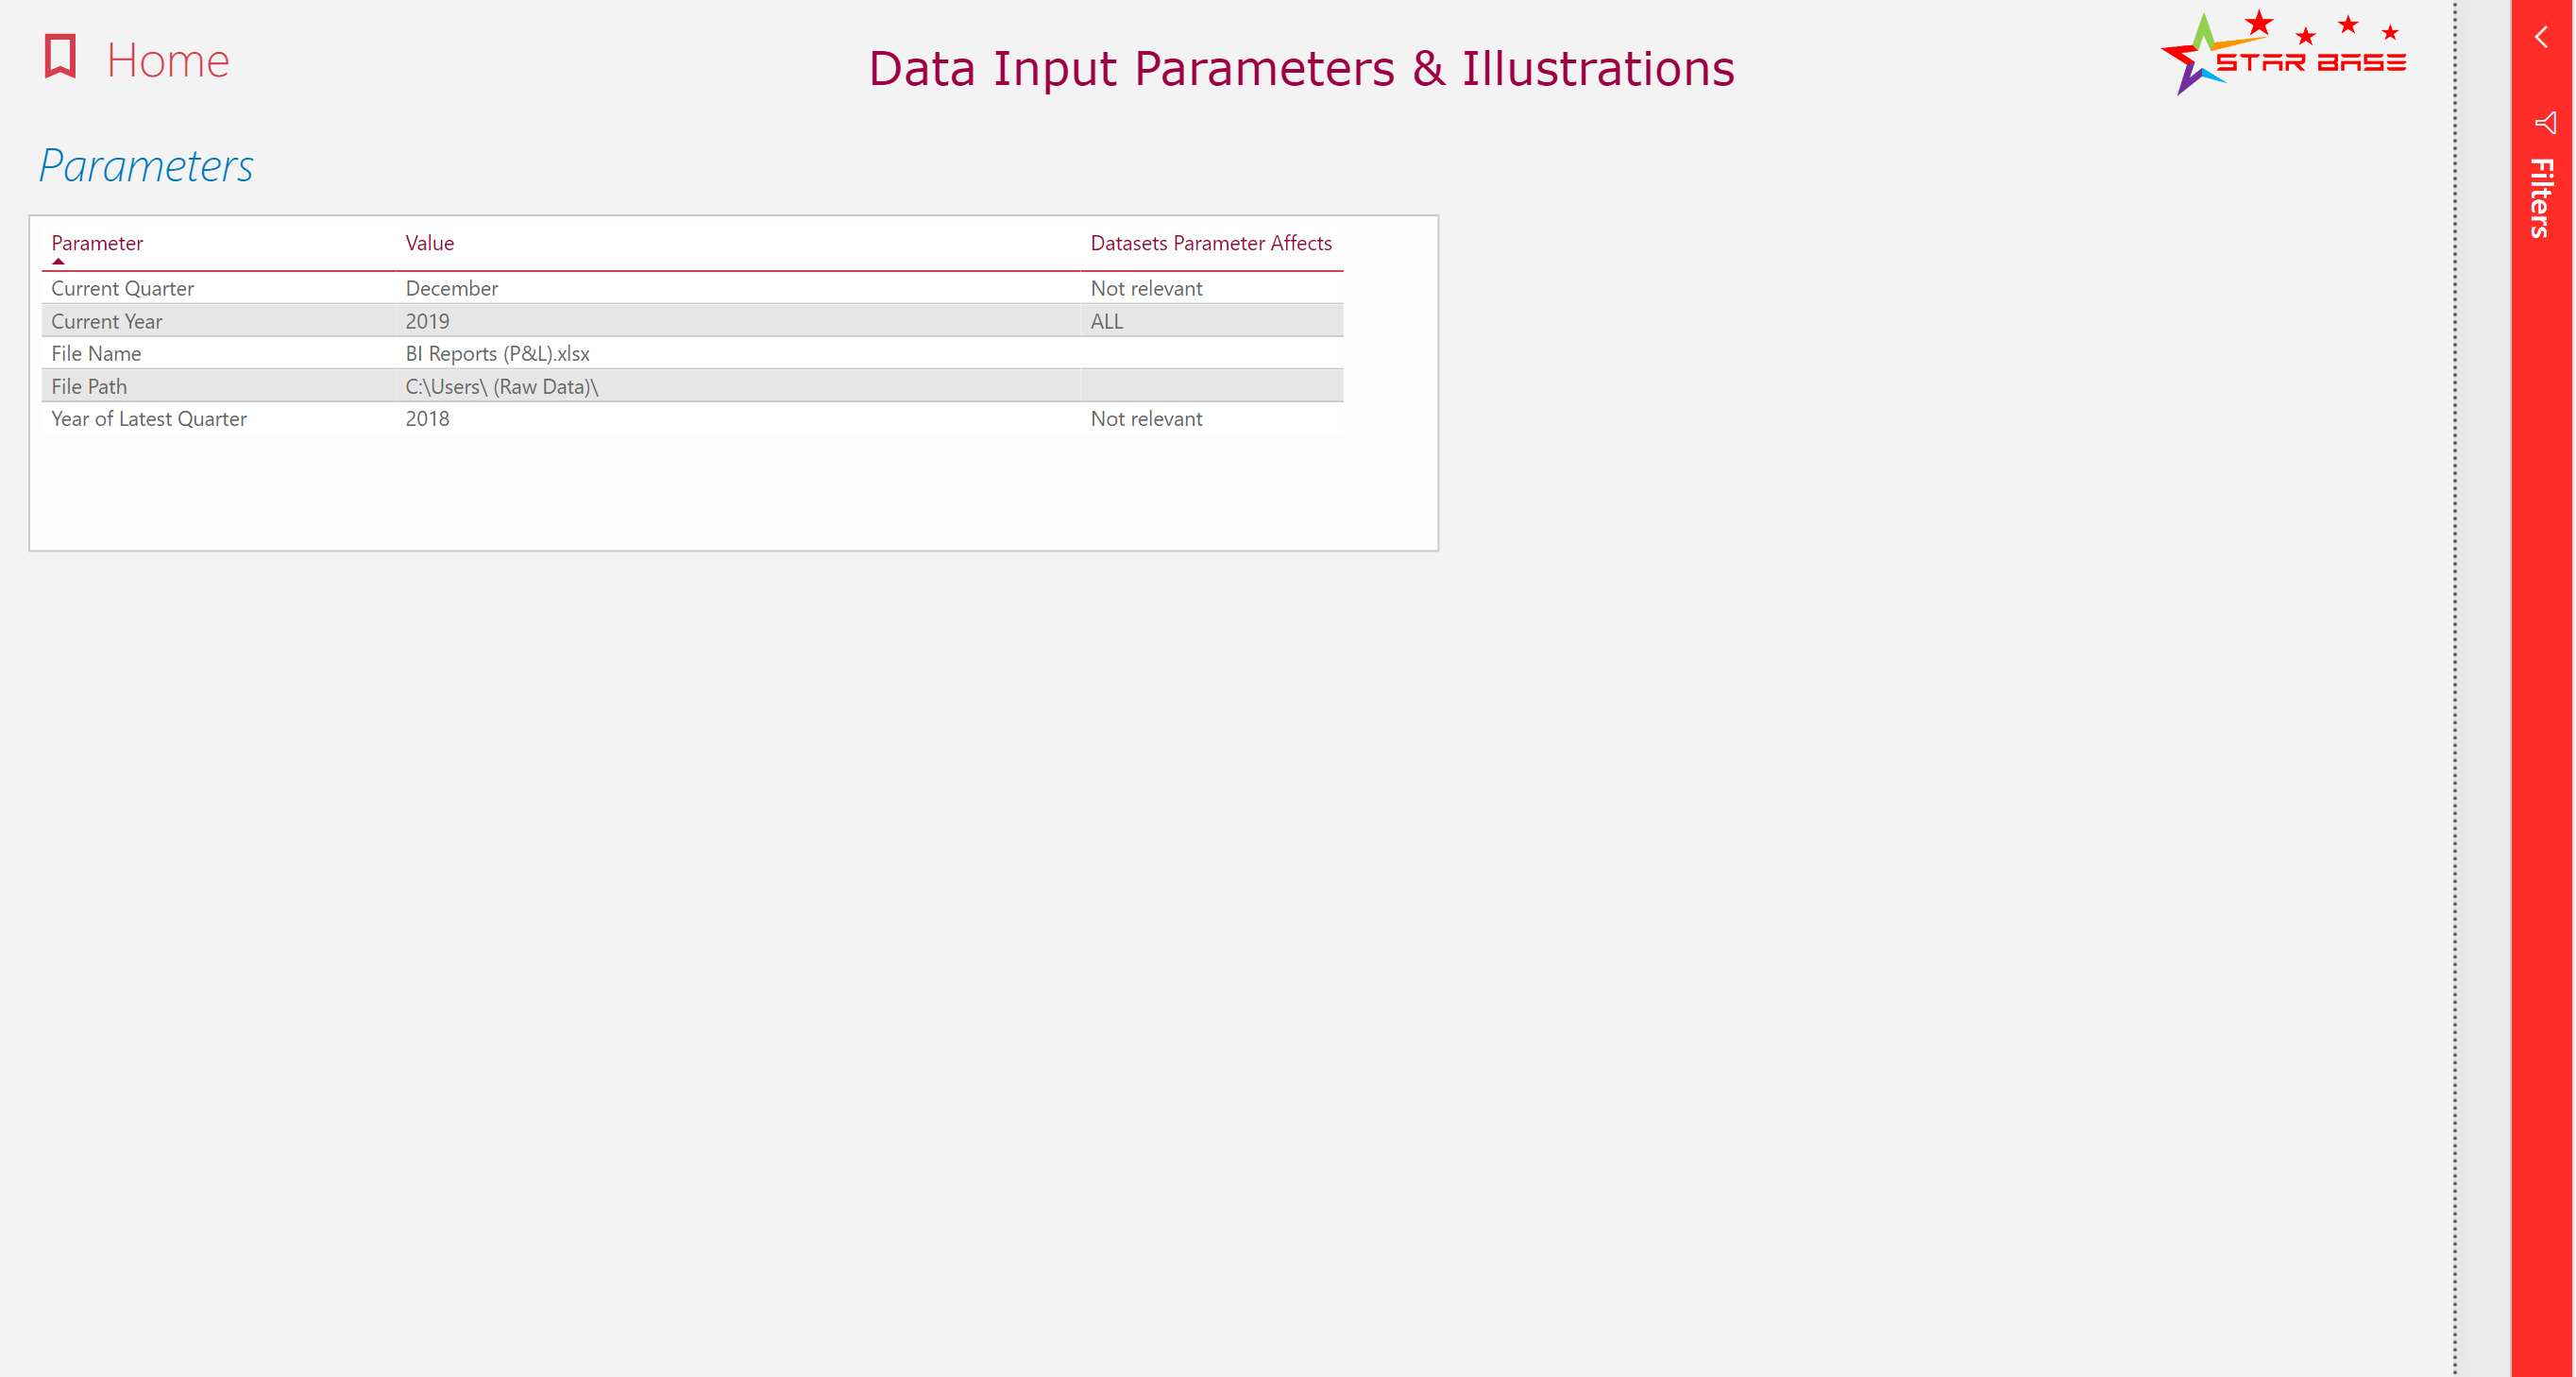 Home
Data Input Parameters & Illustrations
STAR BASE
Filters
Parameters
Parameter Value Datasets Parameter Affects
Current Quarter December Not relevant
Current Year 2019 ALL
File Name BI Reports (P&L).xlsx
File Path C:\Users\ (Raw Data)\
Year of Latest Quarter 2018 Not relevant